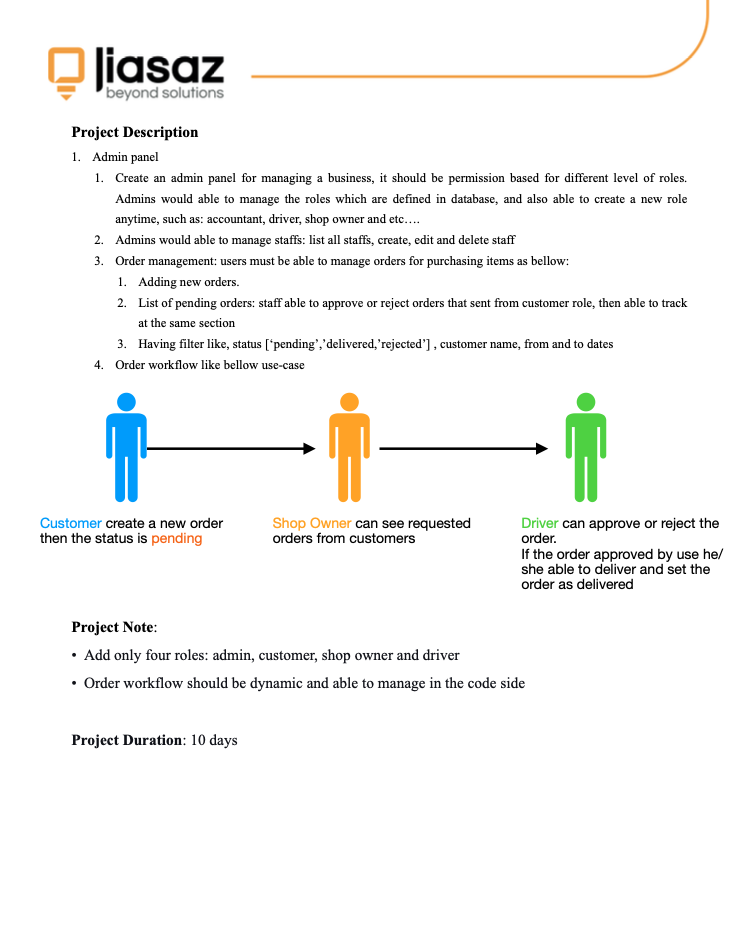 Jiasaz
beyond solutions
Project Description
1. Admin panel
1. Create an admin panel for managing a business, it should be permission based for different level of roles.
Admins would able to manage the roles which are defined in database, and also able to create a new role
anytime, such as: accountant, driver, shop owner and etc….
2. Admins would able to manage staffs: list all staffs, create, edit and delete staff
3. Order management: users must be able to manage orders for purchasing items as bellow:
1. Adding new orders.
2. List of pending orders: staff able to approve or reject orders that sent from customer role, then able to track
at the same section
3. Having filter like, status [‘pending’,’delivered,’rejected’] , customer name, from and to dates
4. Order workflow like bellow use-case
Customer create a new order
then the status is pending
Shop Owner can see requested
orders from customers
Driver can approve or reject the
order.
If the order approved by use he/
she able to deliver and set the
order as delivered
Project Note:
• Add only four roles: admin, customer, shop owner and driver
• Order workflow should be dynamic and able to manage in the code side
Project Duration: 10 days